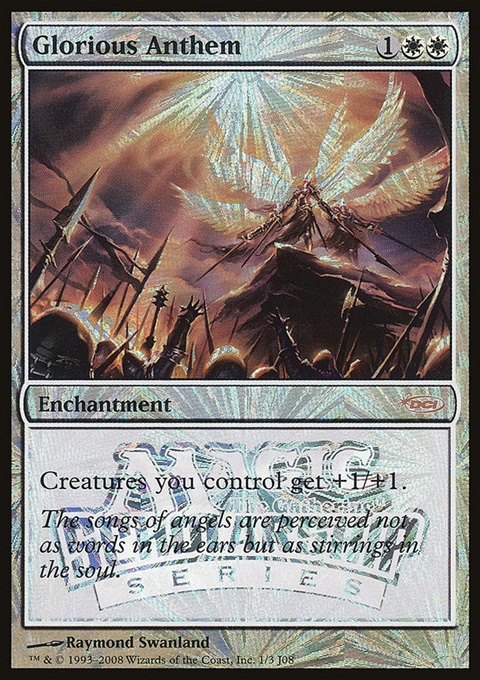 Glorious Anthem 1
Enchantment DCI
MAGIC
The Gathering
Creatures you control get +1/+1.
The songs of angels are perceived not
as words in the ears but as stirrings in
the soul.
SERIES
Raymond Swanland
™ & © 1993–2008 Wizards of the Coast, Inc. 1/3 J08